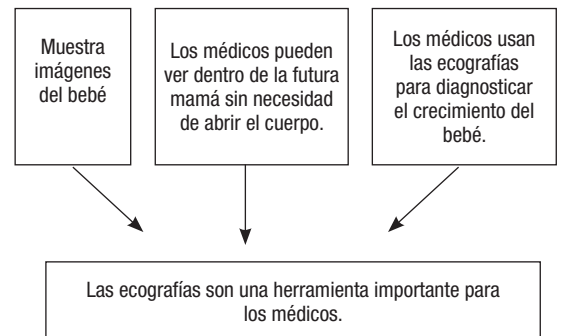 Muestra
imágenes
del bebé
Los médicos pueden
ver dentro de la futura
mamá sin necesidad
de abrir el cuerpo.
Los médicos usan
las ecografías
para diagnosticar
el crecimiento del
bebé.
Las ecografías son una herramienta importante para
los médicos.